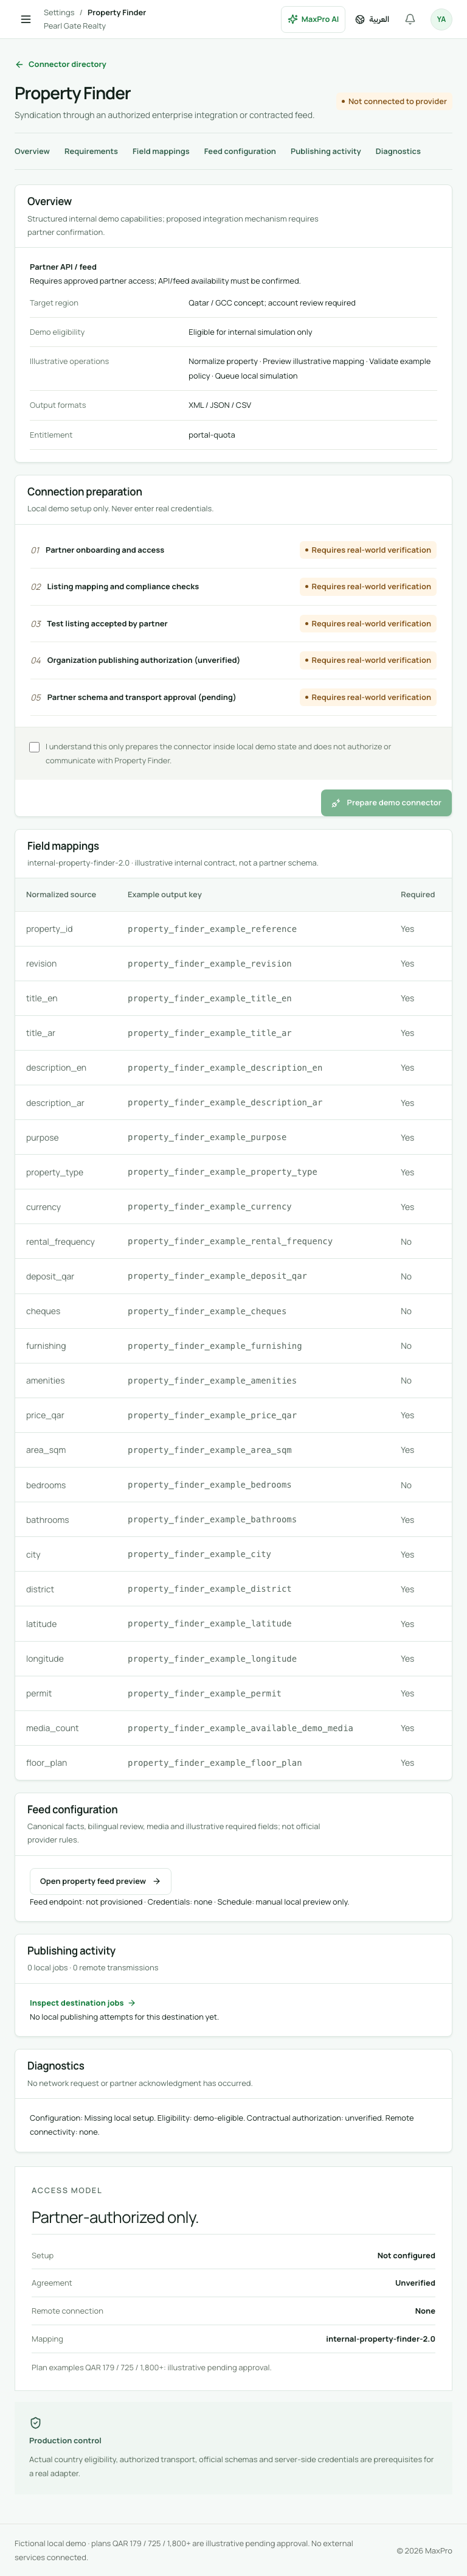 Settings / Property Finder
Pearl Gate Realty
MaxPro AI
العربية
YA
Connector directory
Property Finder
Syndication through an authorized enterprise integration or contracted feed.
Not connected to provider
Overview Requirements Field mappings Feed configuration Publishing activity Diagnostics
Overview
Structured internal demo capabilities; proposed integration mechanism requires
partner confirmation.
Partner API / feed
Requires approved partner access; API/feed availability must be confirmed.
Target region Qatar / GCC concept; account review required
Demo eligibility Eligible for internal simulation only
Illustrative operations Normalize property · Preview illustrative mapping · Validate example
policy · Queue local simulation
Output formats XML / JSON / CSV
Entitlement portal-quota
Connection preparation
Local demo setup only. Never enter real credentials.
01 Partner onboarding and access Requires real-world verification
02 Listing mapping and compliance checks Requires real-world verification
03 Test listing accepted by partner Requires real-world verification
04 Organization publishing authorization (unverified) Requires real-world verification
05 Partner schema and transport approval (pending) Requires real-world verification
I understand this only prepares the connector inside local demo state and does not authorize or
communicate with Property Finder.
Prepare demo connector
Field mappings
internal-property-finder-2.0 · illustrative internal contract, not a partner schema.
Normalized source Example output key Required
property_id property_finder_example_reference Yes
revision property_finder_example_revision Yes
title_en property_finder_example_title_en Yes
title_ar property_finder_example_title_ar Yes
description_en property_finder_example_description_en Yes
description_ar property_finder_example_description_ar Yes
purpose property_finder_example_purpose Yes
property_type property_finder_example_property_type Yes
currency property_finder_example_currency Yes
rental_frequency property_finder_example_rental_frequency No
deposit_qar property_finder_example_deposit_qar No
cheques property_finder_example_cheques No
furnishing property_finder_example_furnishing No
amenities property_finder_example_amenities No
price_qar property_finder_example_price_qar Yes
area_sqm property_finder_example_area_sqm Yes
bedrooms property_finder_example_bedrooms No
bathrooms property_finder_example_bathrooms Yes
city property_finder_example_city Yes
district property_finder_example_district Yes
latitude property_finder_example_latitude Yes
longitude property_finder_example_longitude Yes
permit property_finder_example_permit Yes
media_count property_finder_example_available_demo_media Yes
floor_plan property_finder_example_floor_plan Yes
Feed configuration
Canonical facts, bilingual review, media and illustrative required fields; not official
provider rules.
Open property feed preview
Feed endpoint: not provisioned · Credentials: none · Schedule: manual local preview only.
Publishing activity
0 local jobs · 0 remote transmissions
Inspect destination jobs
No local publishing attempts for this destination yet.
Diagnostics
No network request or partner acknowledgment has occurred.
Configuration: Missing local setup. Eligibility: demo-eligible. Contractual authorization: unverified. Remote
connectivity: none.
ACCESS MODEL
Partner-authorized only.
Setup Not configured
Agreement Unverified
Remote connection None
Mapping internal-property-finder-2.0
Plan examples QAR 179 / 725 / 1,800+: illustrative pending approval.
Production control
Actual country eligibility, authorized transport, official schemas and server-side credentials are prerequisites for
a real adapter.
Fictional local demo · plans QAR 179 / 725 / 1,800+ are illustrative pending approval. No external
services connected.
© 2026 MaxPro